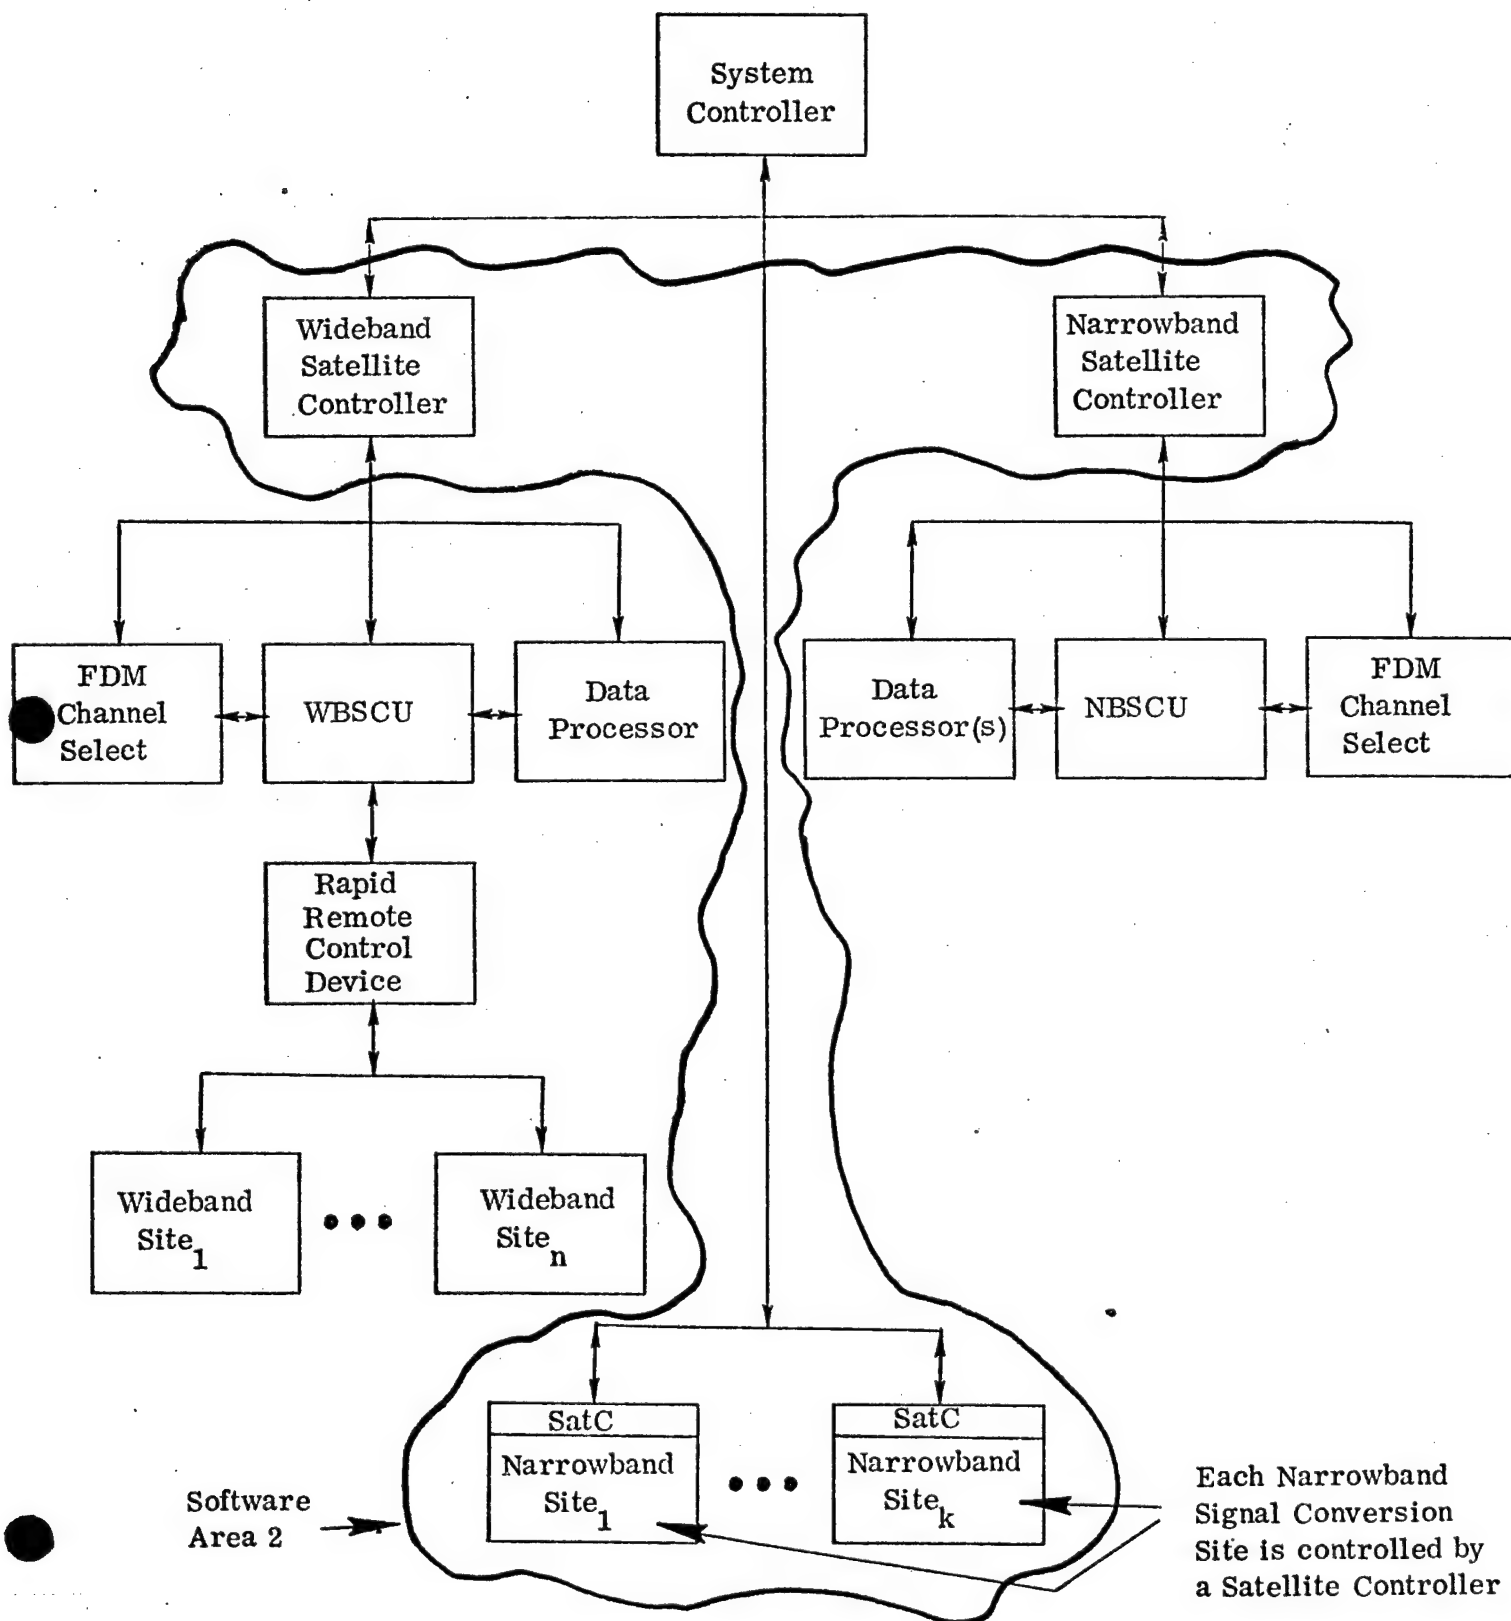 System
Controller
Wideband
Satellite
Controller
Narrowband
Satellite
Controller
FDM
Channel
Select
WBSCU
Data
Processor
Data
Processor(s)
NBSCU
FDM
Channel
Select
Rapid
Remote
Control
Device
Wideband
Site1
Wideband
Siten
SatC
Narrowband
Site1
SatC
Narrowband
Sitek
Software
Area 2
Each Narrowband
Signal Conversion
Site is controlled by
a Satellite Controller